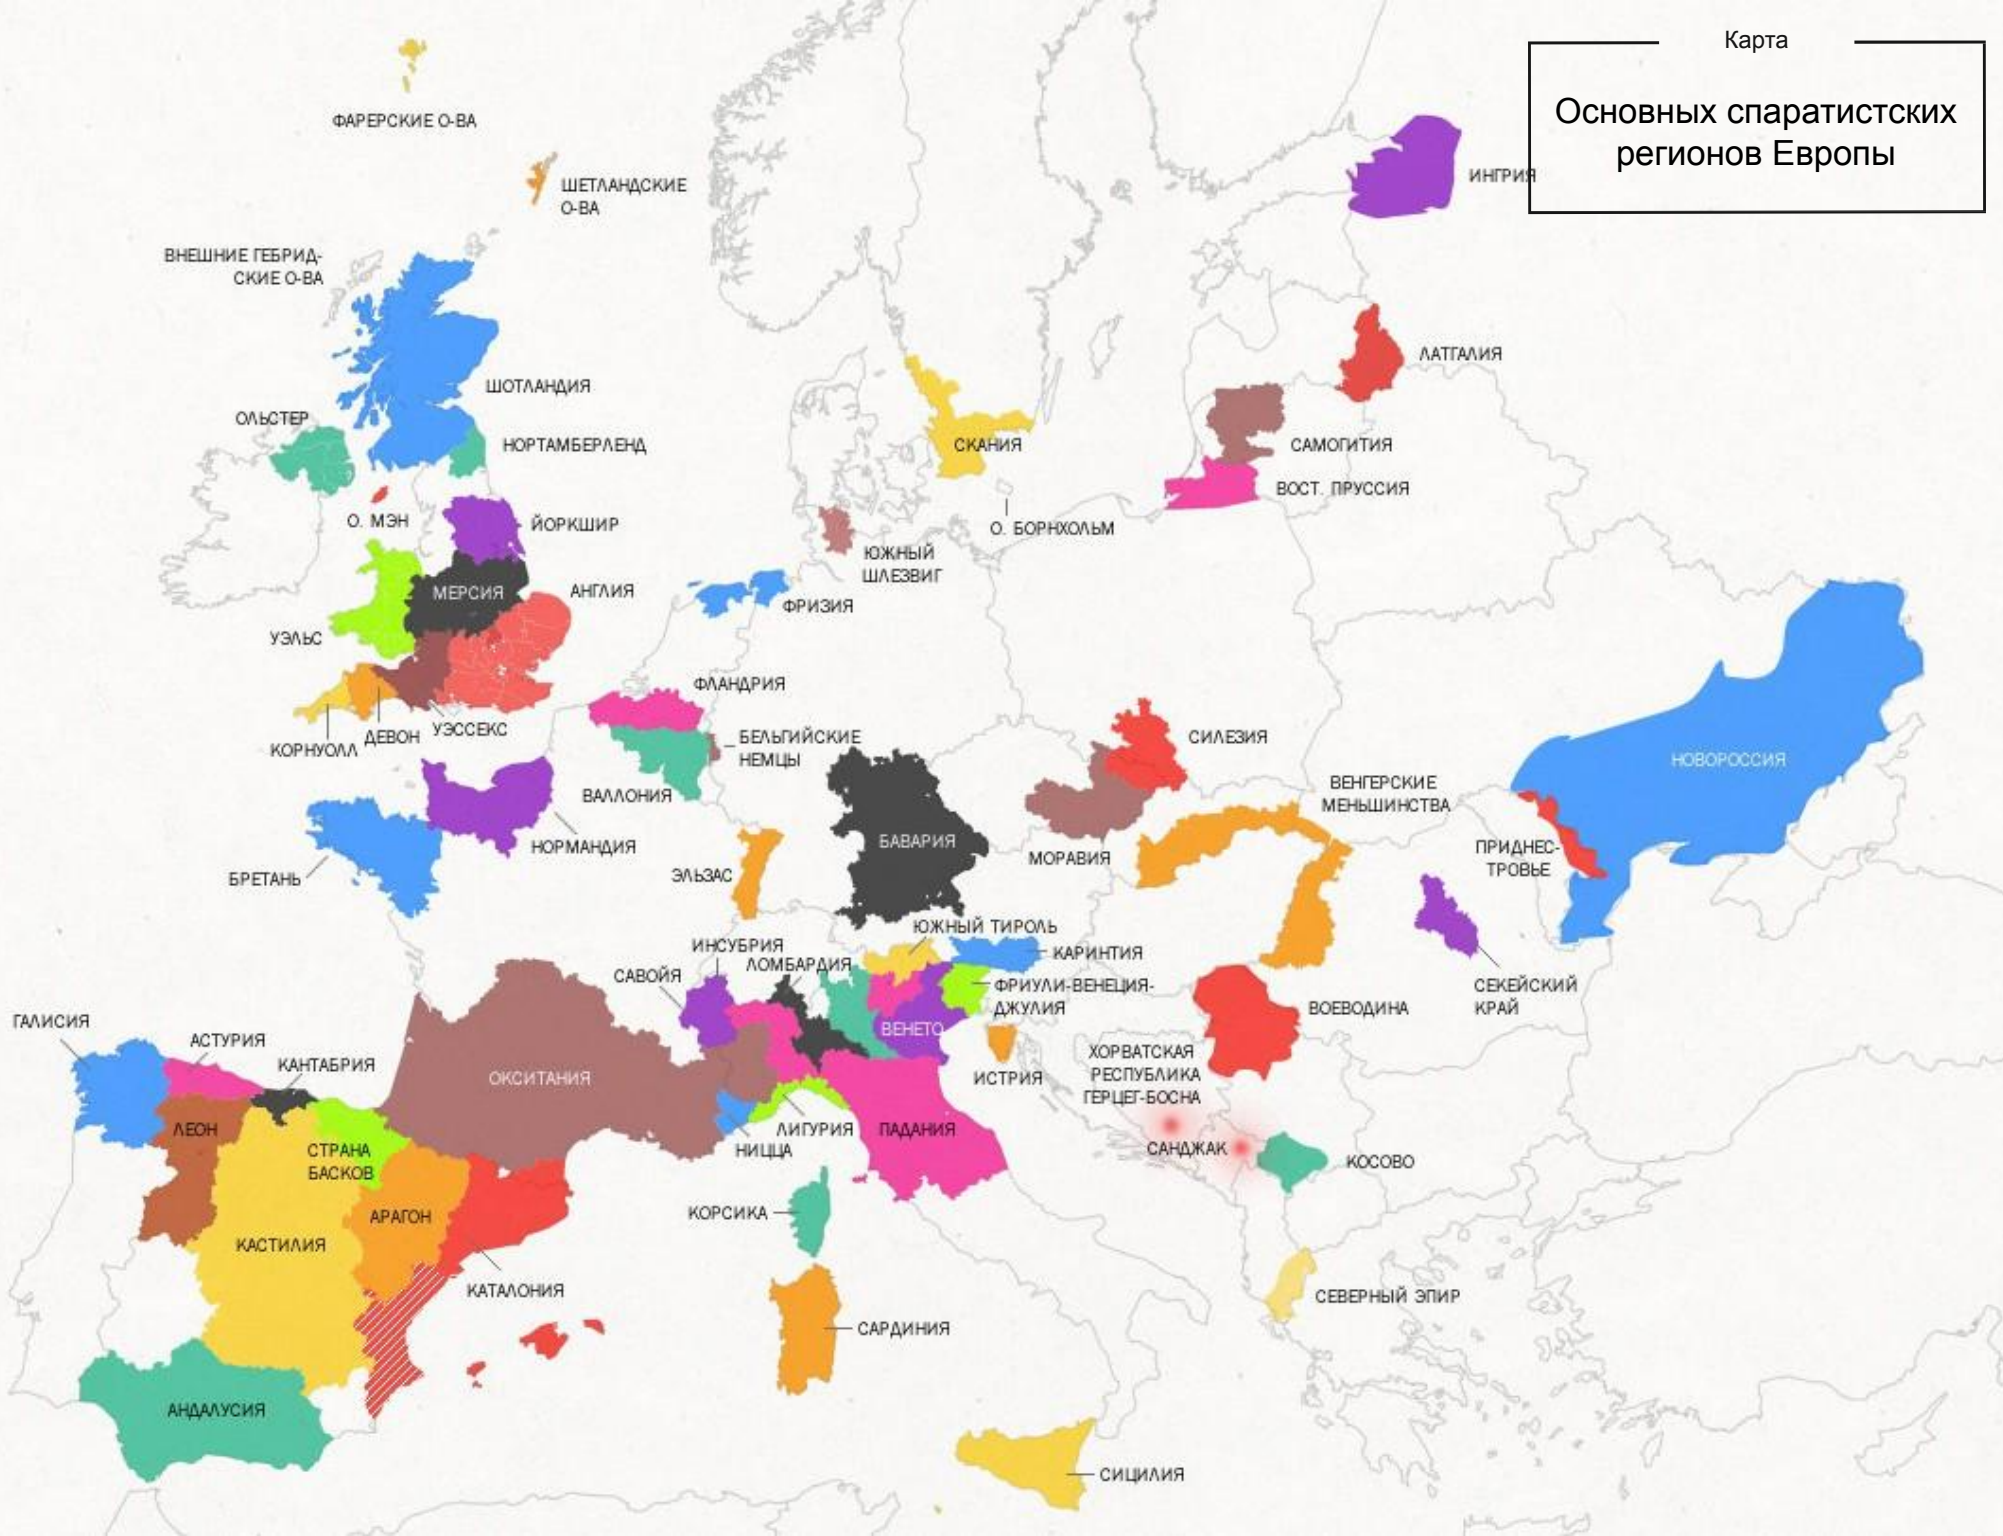 Карта
Основных спаратистских
регионов Европы
ФАРЕРСКИЕ О-ВА
ШЕТЛАНДСКИЕ
О-ВА
ИНГРИЯ
ВНЕШНИЕ ГЕБРИД-
СКИЕ О-ВА
ШОТЛАНДИЯ
ЛАТГАЛИЯ
ОЛЬСТЕР
НОРТАМБЕРЛЕНД
СКАНИЯ
САМОГИТИЯ
ВОСТ. ПРУССИЯ
О. МЭН
ЙОРКШИР
О. БОРНХОЛЬМ
ЮЖНЫЙ
ШЛЕЗВИГ
МЕРСИЯ
АНГЛИЯ
ФРИЗИЯ
УЭЛЬС
ФЛАНДРИЯ
КОРНУОЛЛ
ДЕВОН
УЭССЕКС
БЕЛЬГИЙСКИЕ
НЕМЦЫ
СИЛЕЗИЯ
НОВОРОССИЯ
ВАЛЛОНИЯ
ВЕНГЕРСКИЕ
МЕНЬШИНСТВА
НОРМАНДИЯ
БАВАРИЯ
МОРАВИЯ
ПРИДНЕС-
ТРОВЬЕ
БРЕТАНЬ
ЭЛЬЗАС
ЮЖНЫЙ ТИРОЛЬ
ИНСУБРИЯ
ЛОМБАРДИЯ
КАРИНТИЯ
САВОЙЯ
ФРИУЛИ-ВЕНЕЦИЯ-
ДЖУЛИЯ
СЕКЕЙСКИЙ
КРАЙ
ВОЕВОДИНА
ГАЛИСИЯ
АСТУРИЯ
ВЕНЕТО
КАНТАБРИЯ
ОКСИТАНИЯ
ИСТРИЯ
ХОРВАТСКАЯ
РЕСПУБЛИКА
ГЕРЦЕГ-БОСНА
ЛЕОН
СТРАНА
БАСКОВ
ЛИГУРИЯ
НИЦЦА
ПАДАНИЯ
САНДЖАК
КОСОВО
АРАГОН
КОРСИКА
КАСТИЛИЯ
КАТАЛОНИЯ
СЕВЕРНЫЙ ЭПИР
САРДИНИЯ
АНДАЛУСИЯ
СИЦИЛИЯ